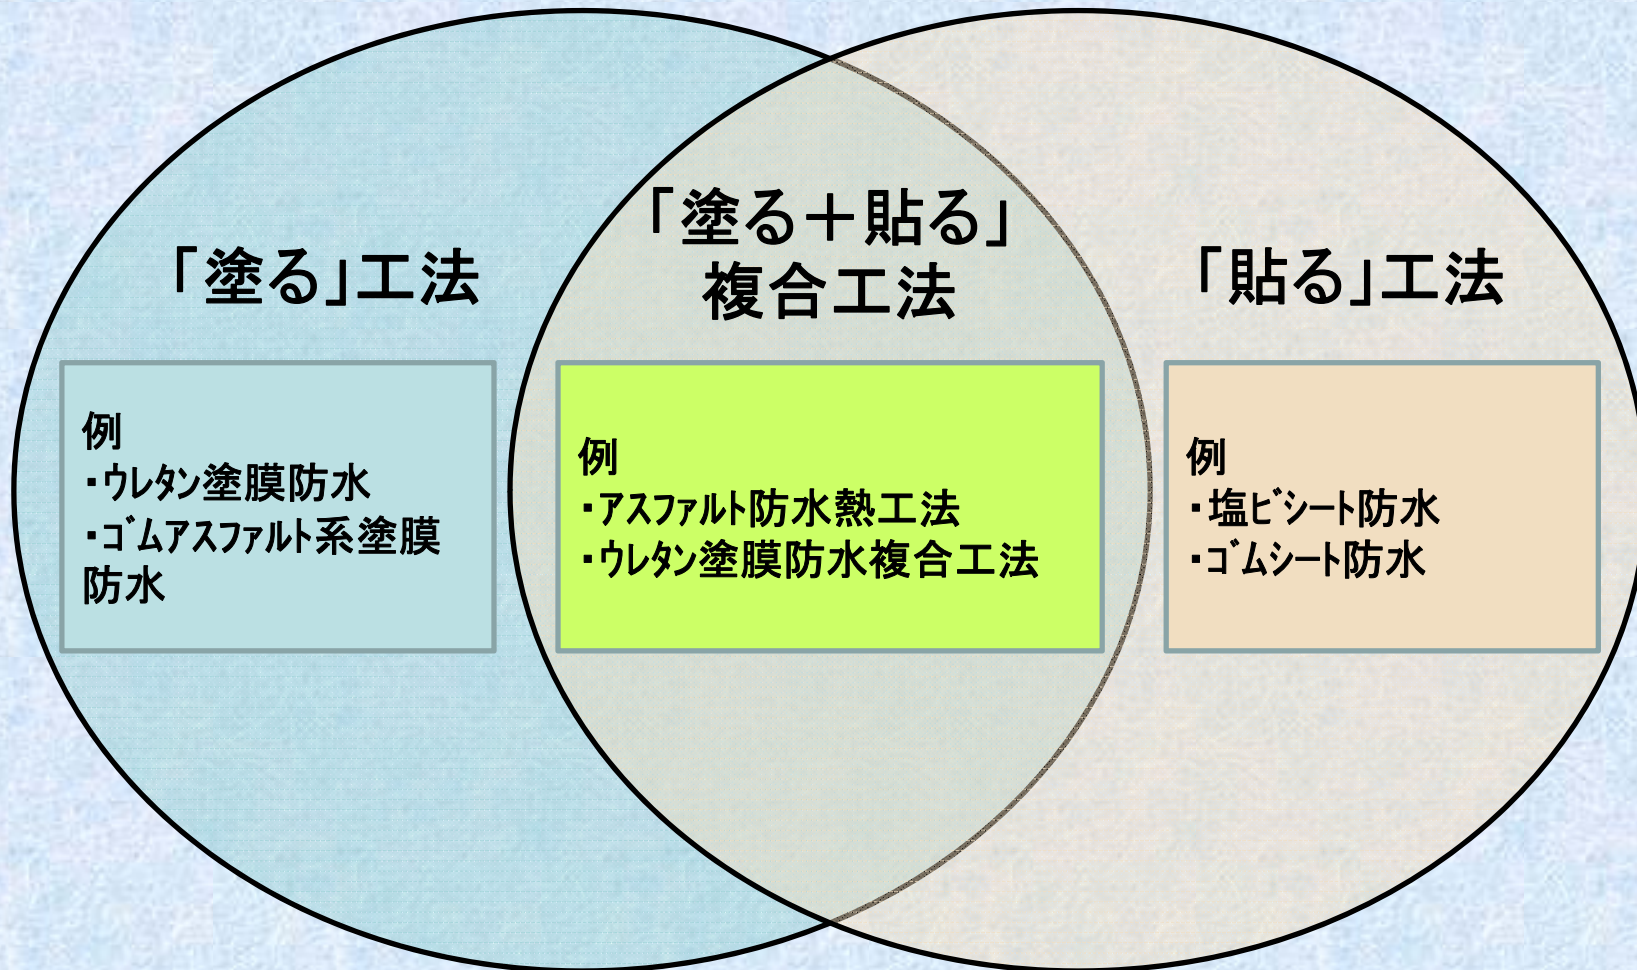 「塗る」工法
例
・ウレタン塗膜防水
・ゴムアスファルト系塗膜
防水
「塗る＋貼る」
複合工法
例
・アスファルト防水熱工法
・ウレタン塗膜防水複合工法
「貼る」工法
例
・塩ビシート防水
・ゴムシート防水